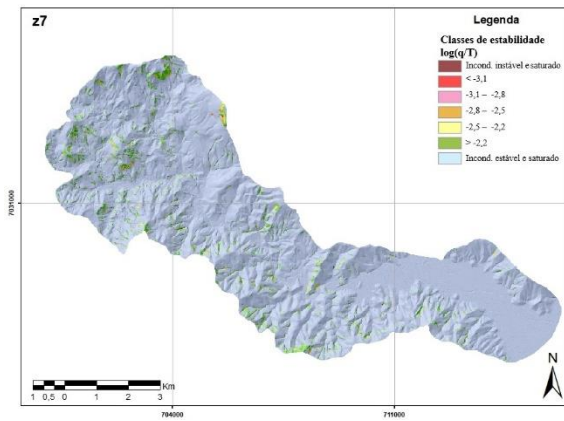 z7
Legenda
Classes de estabilidade
log(q/T)
Incond. instável e saturado
< -3,1
-3,1 – -2,8
-2,8 – -2,5
-2,5 – -2,2
> -2,2
Incond. estável e saturado
7031000
N
Km
1 0,5 0 1 2 3
704000 711000